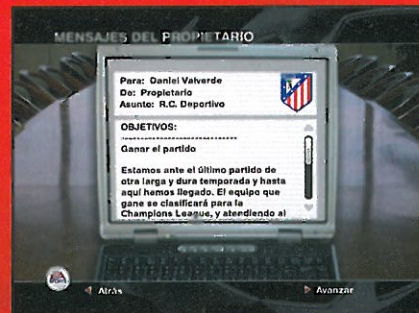 MENSAJES DEL PROPIETARIO
Para: Daniel Valverde
De: Propietario
Asunto: R.C. Deportivo
OBJETIVOS:
------------------------
Ganar el partido
Estamos ante el último partido de
otra larga y dura temporada y hasta
aquí hemos llegado. El equipo que
gane se clasificará para la
Champions League, y atendiendo al
Atrás
Avanzar